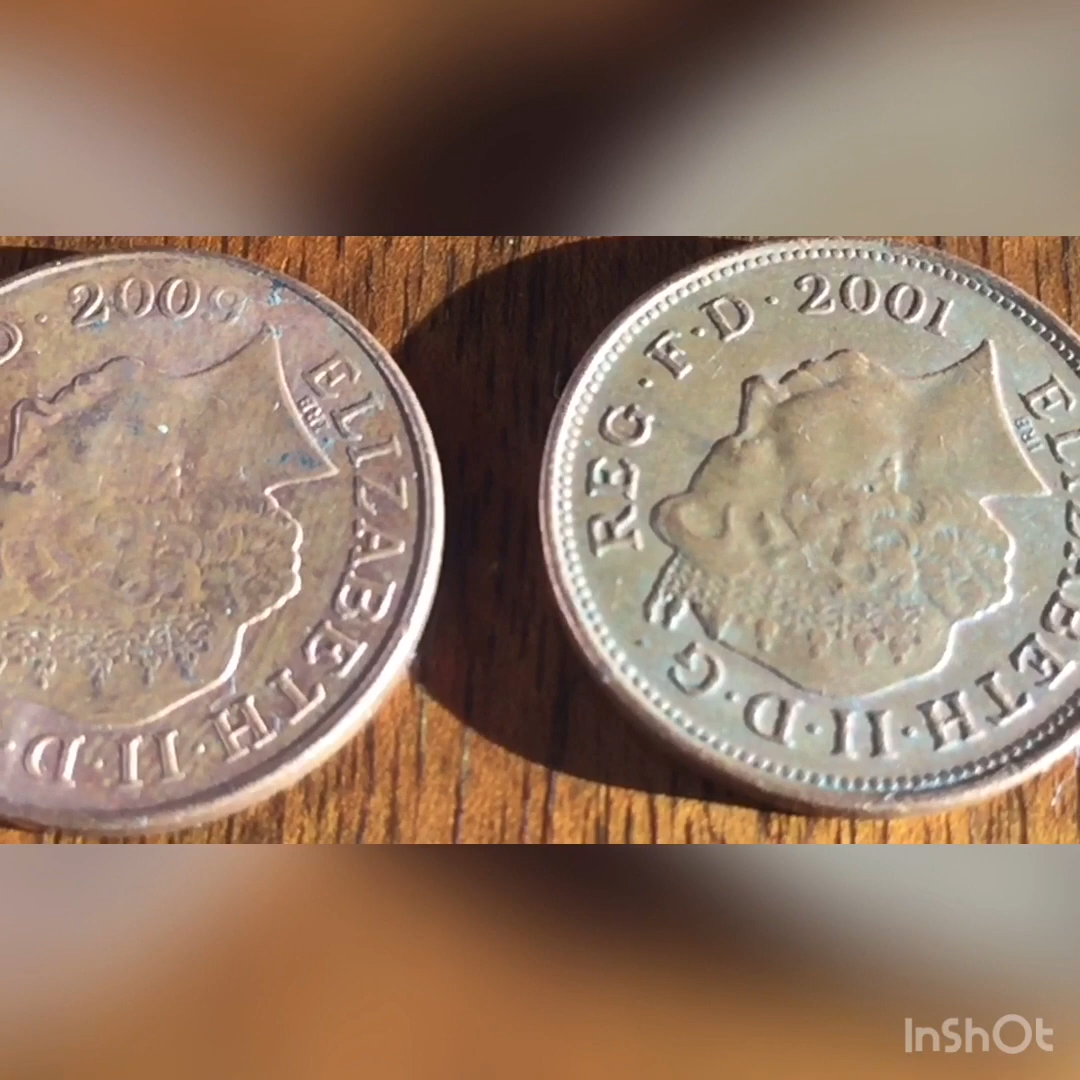 D · 2009
ELIZABETH · II · D ·
REG · F · D · 2001
ELIZABETH · II · D · G
IRB
IRB
InShOt